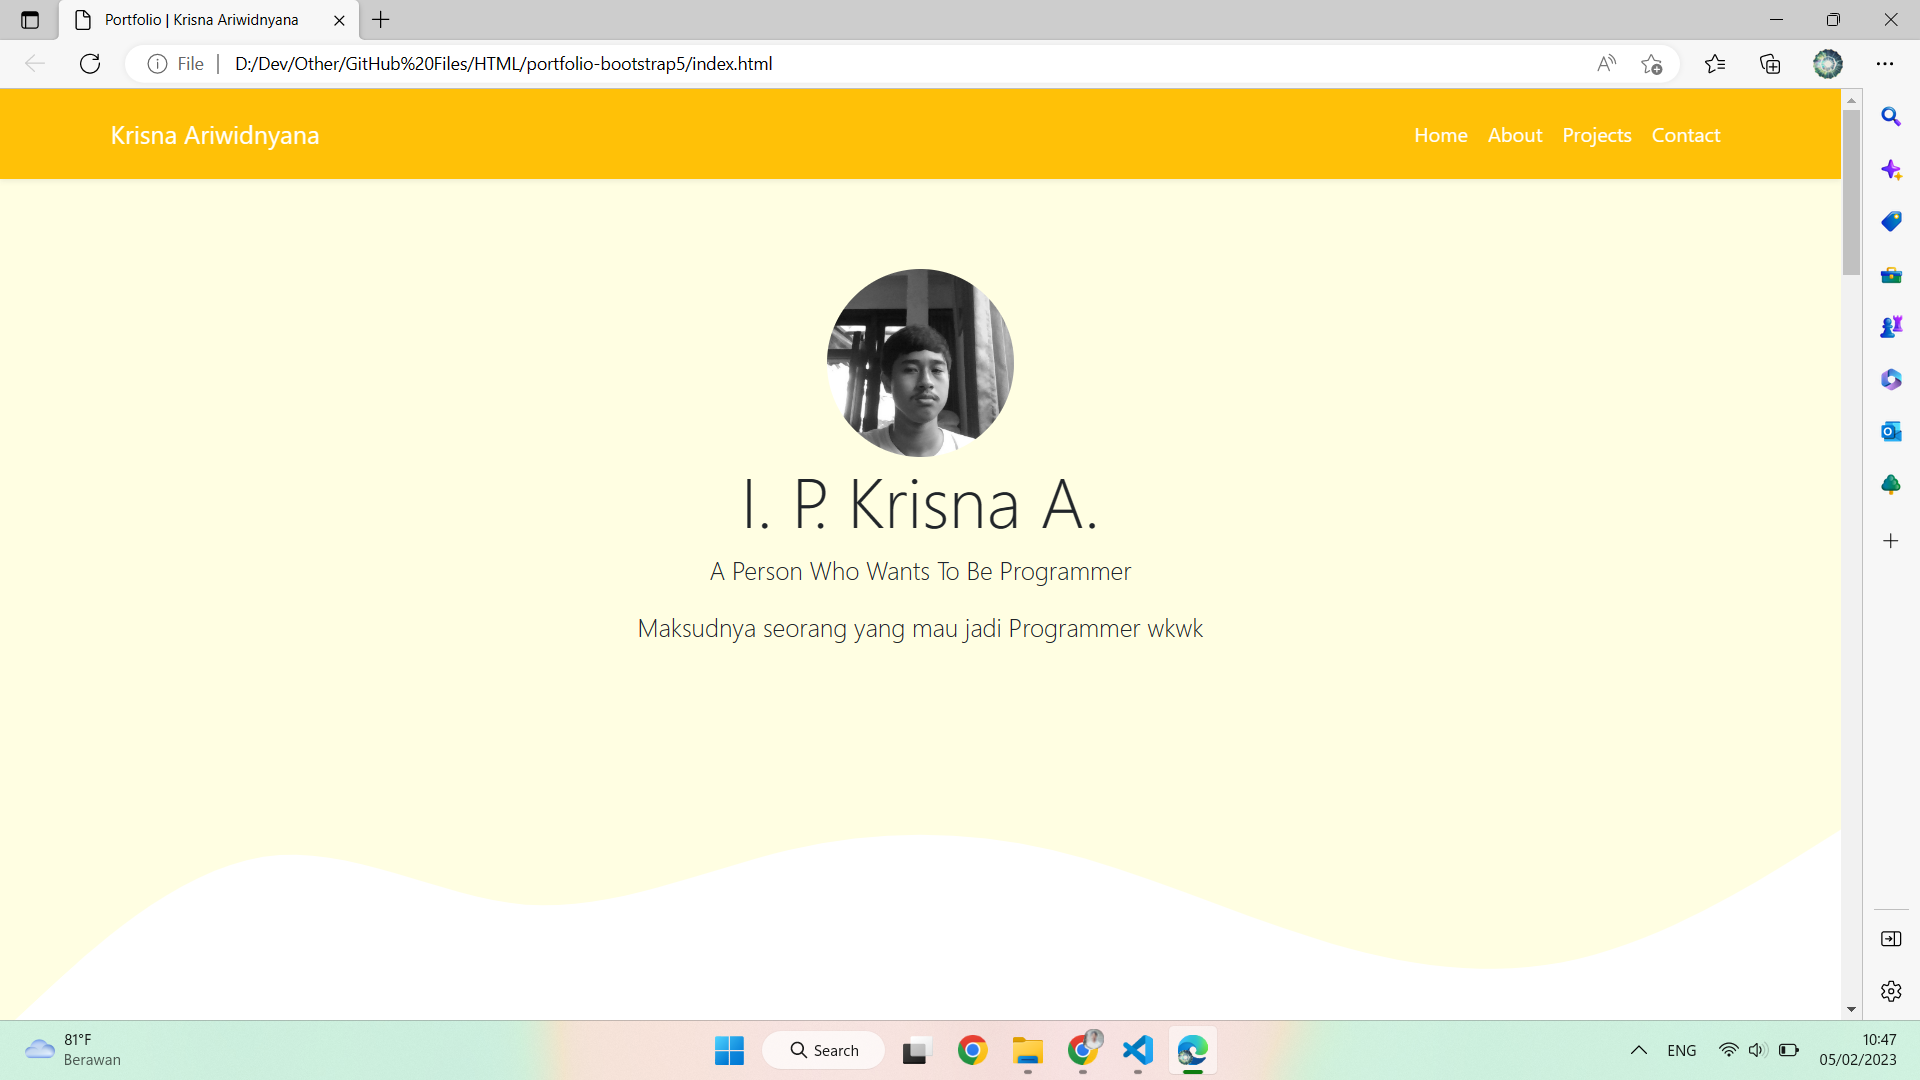 Portfolio | Krisna Ariwidnyana
File
D:/Dev/Other/GitHub%20Files/HTML/portfolio-bootstrap5/index.html
Krisna Ariwidnyana
Home About Projects Contact
I. P. Krisna A.
A Person Who Wants To Be Programmer
Maksudnya seorang yang mau jadi Programmer wkwk
81°F
Berawan
Search
ENG
10:47
05/02/2023